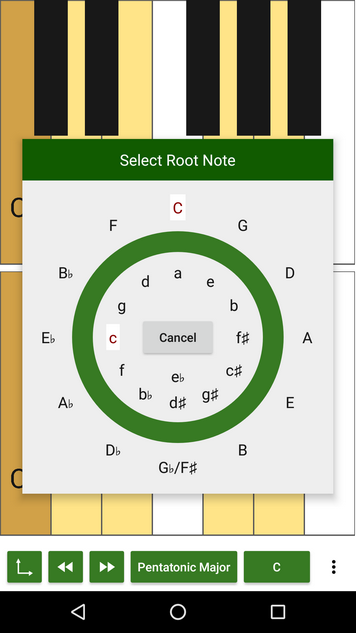 Select Root Note
C
F
G
B♭
D
E♭
A
A♭
E
D♭
B
G♭/F♯
a
d
e
g
b
c
Cancel
f♯
f
c♯
e♭
b♭
d♯
g♯
C
C
Pentatonic Major
C